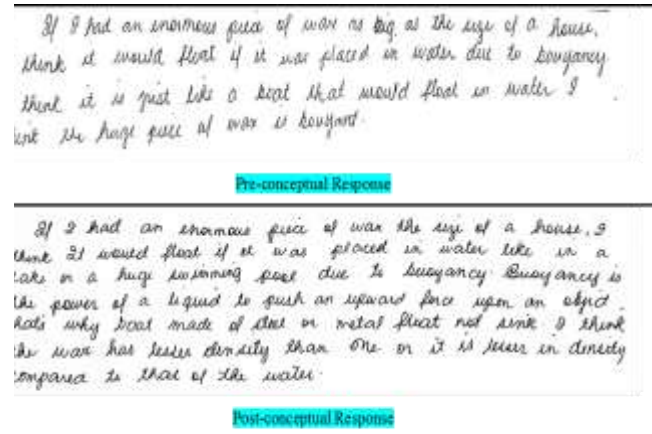 If I had an enormous piece of wax as big as the size of a house,
think it would float if it was placed in water due to bouyancy
think it is just like a boat that would float in water I
the huge piece of wax is bouyant.
Pre-conceptual Response
If I had an enormous piece of wax the size of a house, I
think It would float if it was placed in water like in a
lake or a huge swimming pool due to buoyancy. Buoyancy is
the power of a liquid to push an upward force upon an object.
why boat made of or metal float not sink I think
the wax has lesser density than one or it is lesser in density
compared to that of the water.
Post-conceptual Response